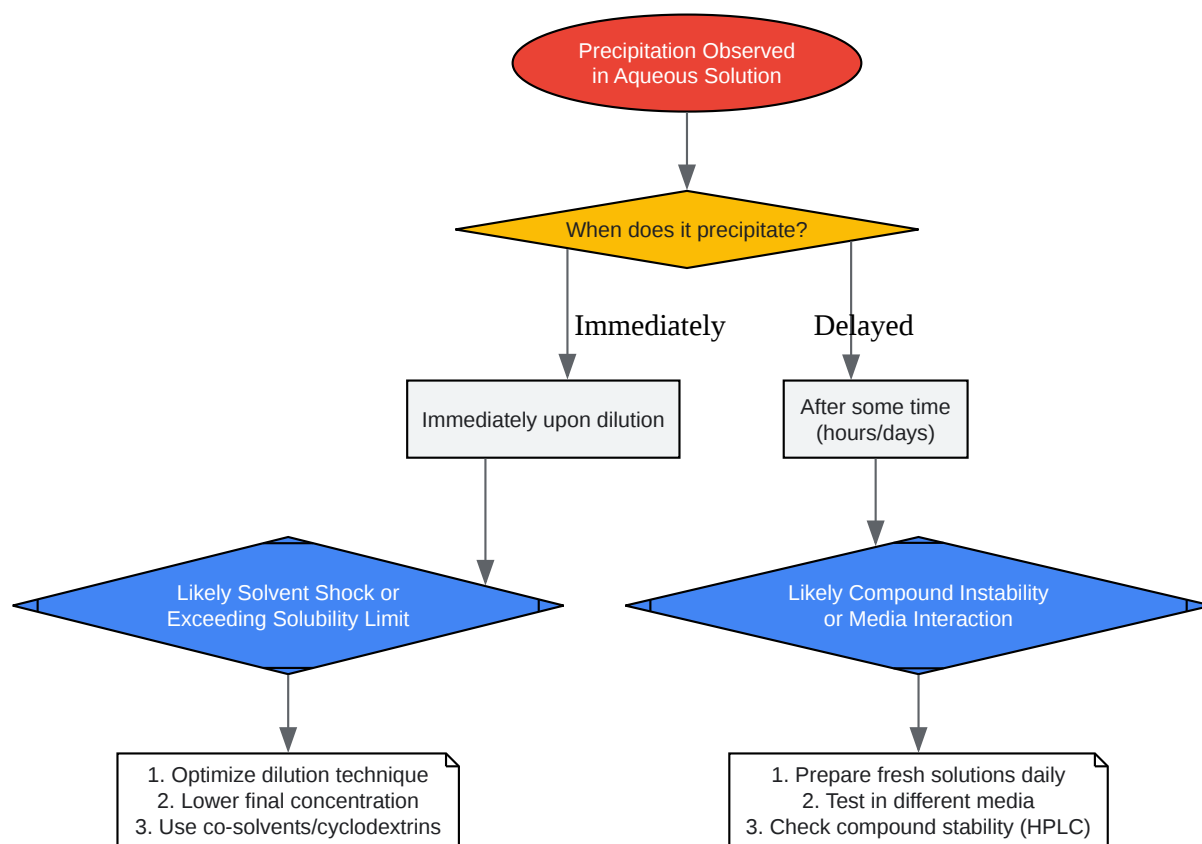 Precipitation Observed
in Aqueous Solution
When does it precipitate?
Immediately
Delayed
Immediately upon dilution
After some time
(hours/days)
Likely Solvent Shock or
Exceeding Solubility Limit
Likely Compound Instability
or Media Interaction
1. Optimize dilution technique
2. Lower final concentration
3. Use co-solvents/cyclodextrins
1. Prepare fresh solutions daily
2. Test in different media
3. Check compound stability (HPLC)